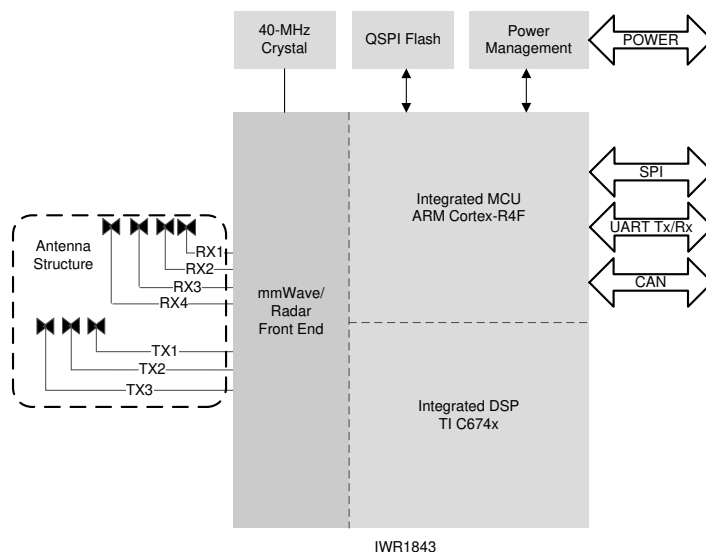 40-MHz
Crystal
QSPI Flash
Power
Management
POWER
Integrated MCU
ARM Cortex-R4F
SPI
UART Tx/Rx
CAN
Antenna
Structure
RX1
RX2
RX3
RX4
mmWave/
Radar
Front End
TX1
TX2
TX3
Integrated DSP
TI C674x
IWR1843